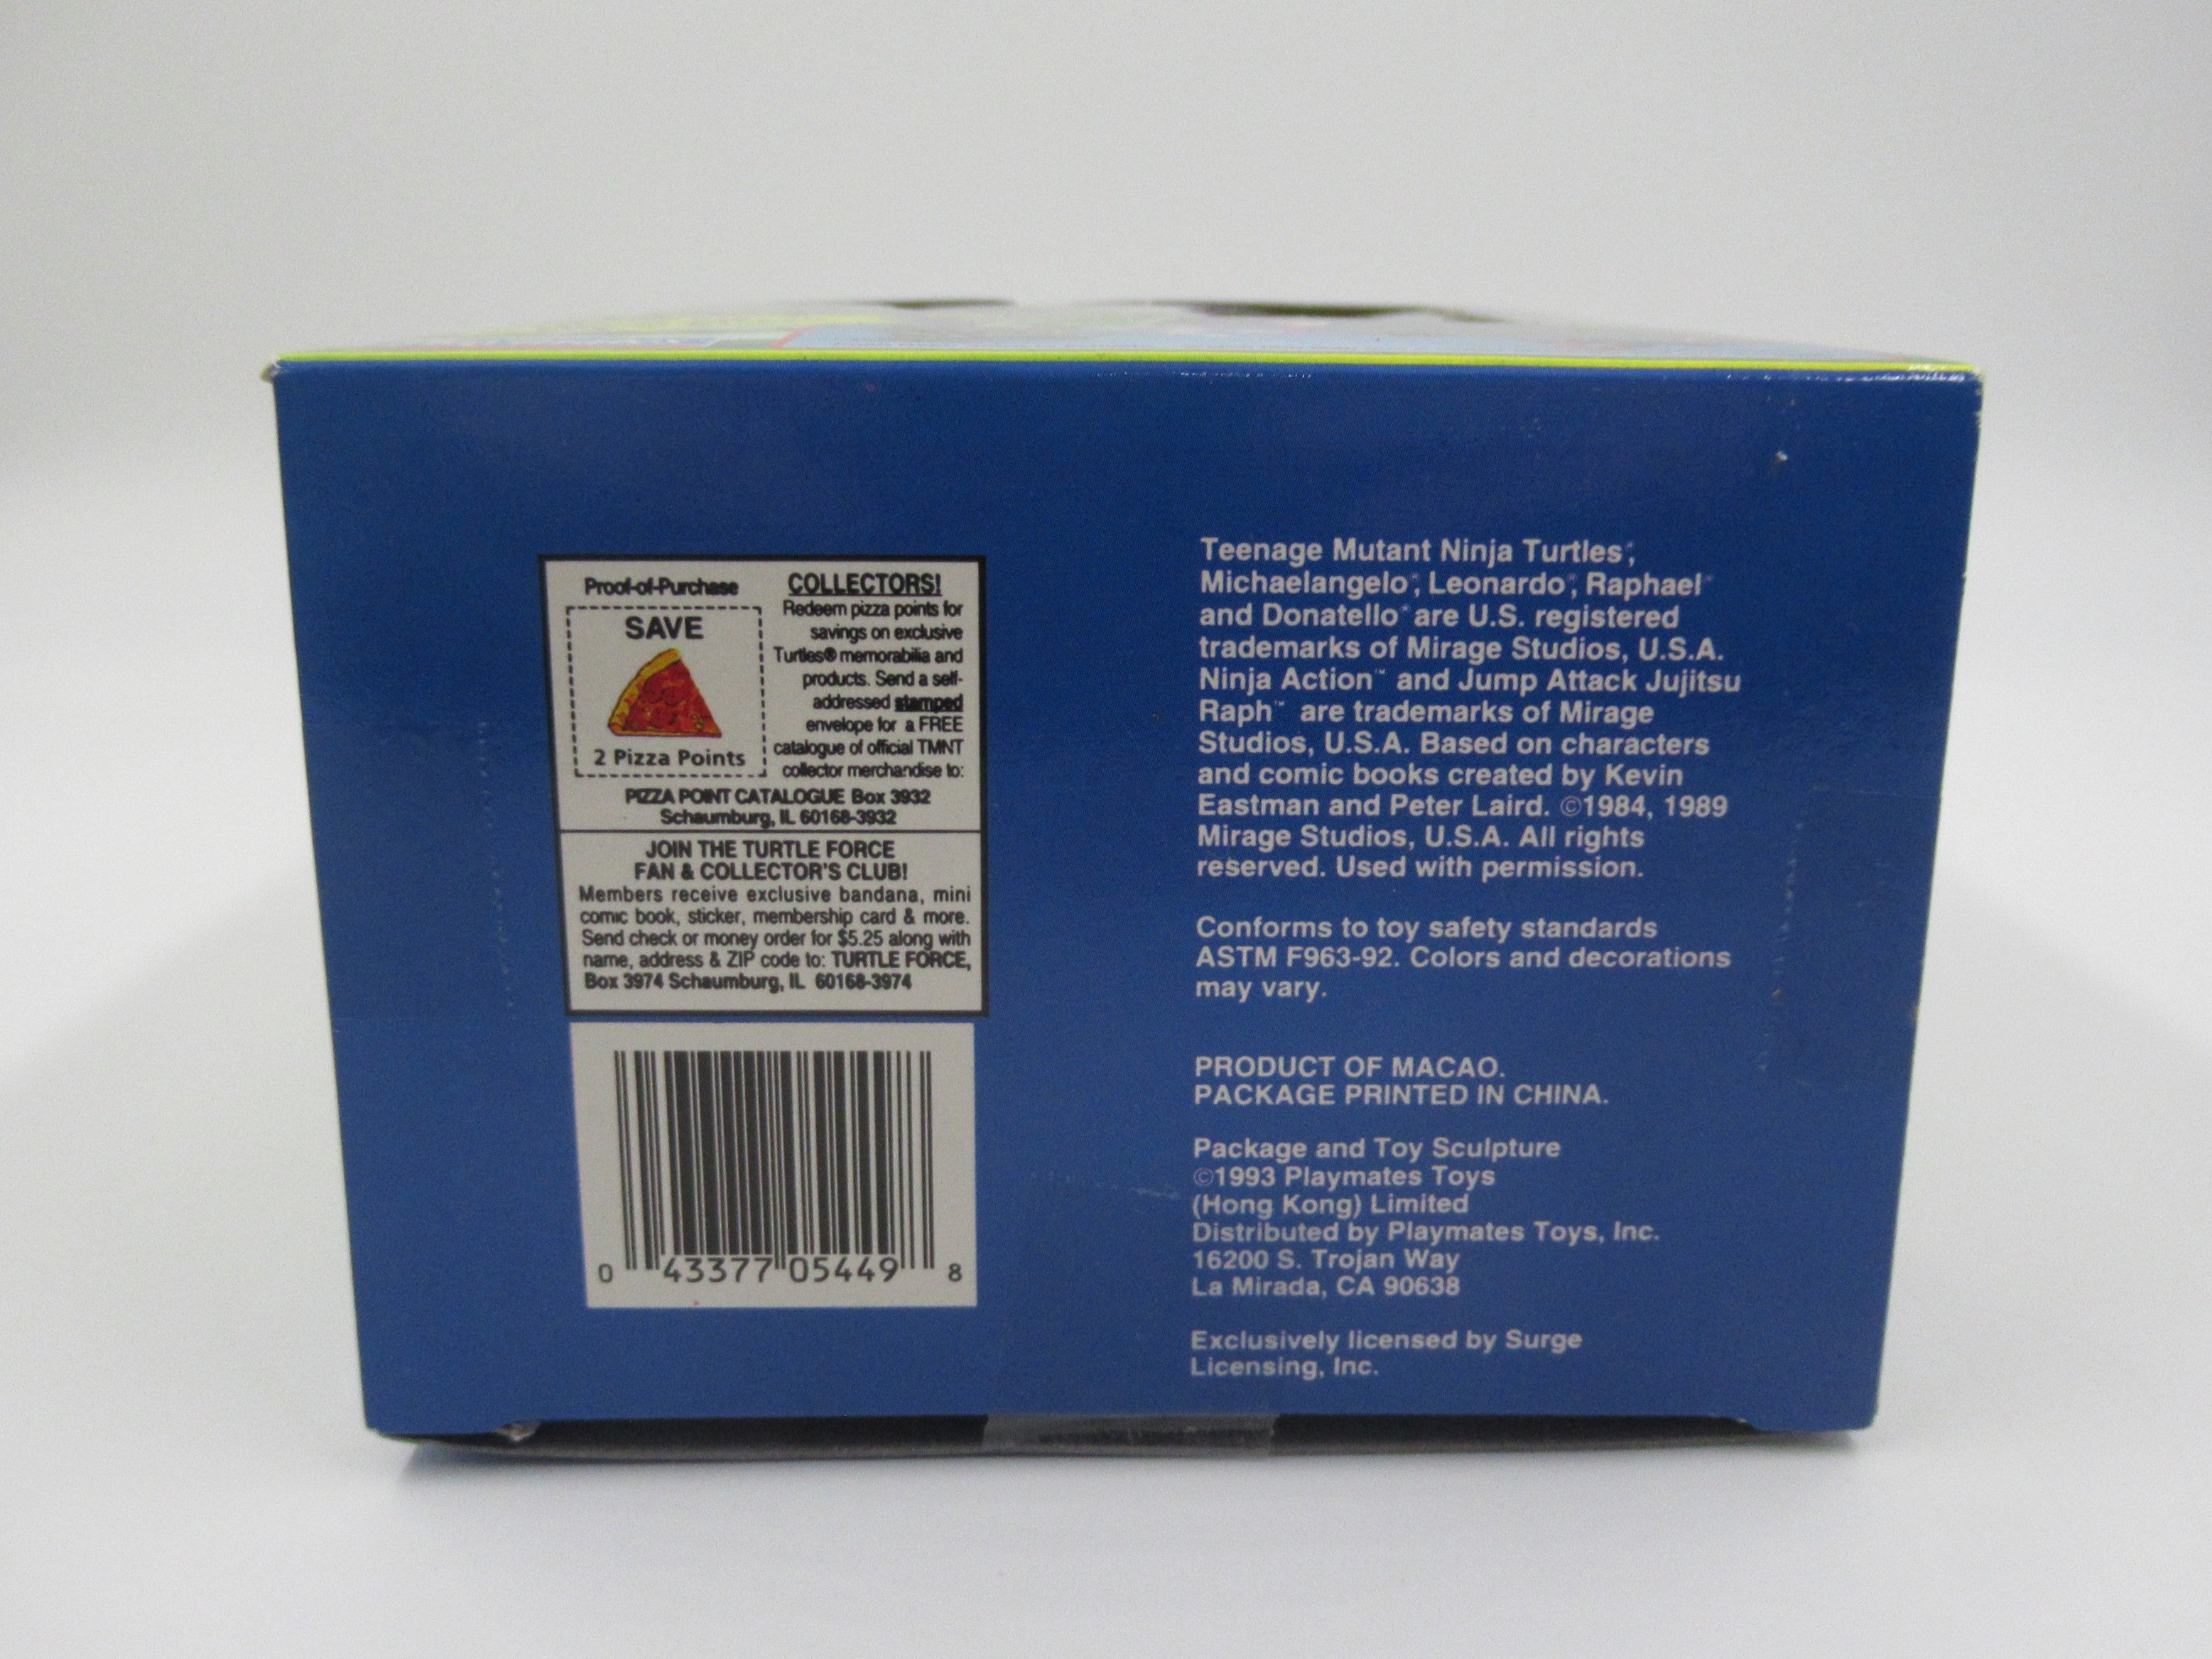 Proof-of-Purchase
SAVE
2 Pizza Points
COLLECTORS!
Redeem pizza points for
savings on exclusive
Turtles® memorabilia and
products. Send a self-
addressed stamped
envelope for a FREE
catalogue of official TMNT
collector merchandise to:
PIZZA POINT CATALOGUE Box 3932
Schaumburg, IL 60168-3932
JOIN THE TURTLE FORCE
FAN & COLLECTOR'S CLUB!
Members receive exclusive bandana, mini
comic book, sticker, membership card & more.
Send check or money order for $5.25 along with
name, address & ZIP code to: TURTLE FORCE,
Box 3974 Schaumburg, IL 60168-3974
0 43377 05449 8
Teenage Mutant Ninja Turtles®,
Michaelangelo®, Leonardo®, Raphael®
and Donatello® are U.S. registered
trademarks of Mirage Studios, U.S.A.
Ninja Action™ and Jump Attack Jujitsu
Raph™ are trademarks of Mirage
Studios, U.S.A. Based on characters
and comic books created by Kevin
Eastman and Peter Laird. ©1984, 1989
Mirage Studios, U.S.A. All rights
reserved. Used with permission.
Conforms to toy safety standards
ASTM F963-92. Colors and decorations
may vary.
PRODUCT OF MACAO.
PACKAGE PRINTED IN CHINA.
Package and Toy Sculpture
©1993 Playmates Toys
(Hong Kong) Limited
Distributed by Playmates Toys, Inc.
16200 S. Trojan Way
La Mirada, CA 90638
Exclusively licensed by Surge
Licensing, Inc.